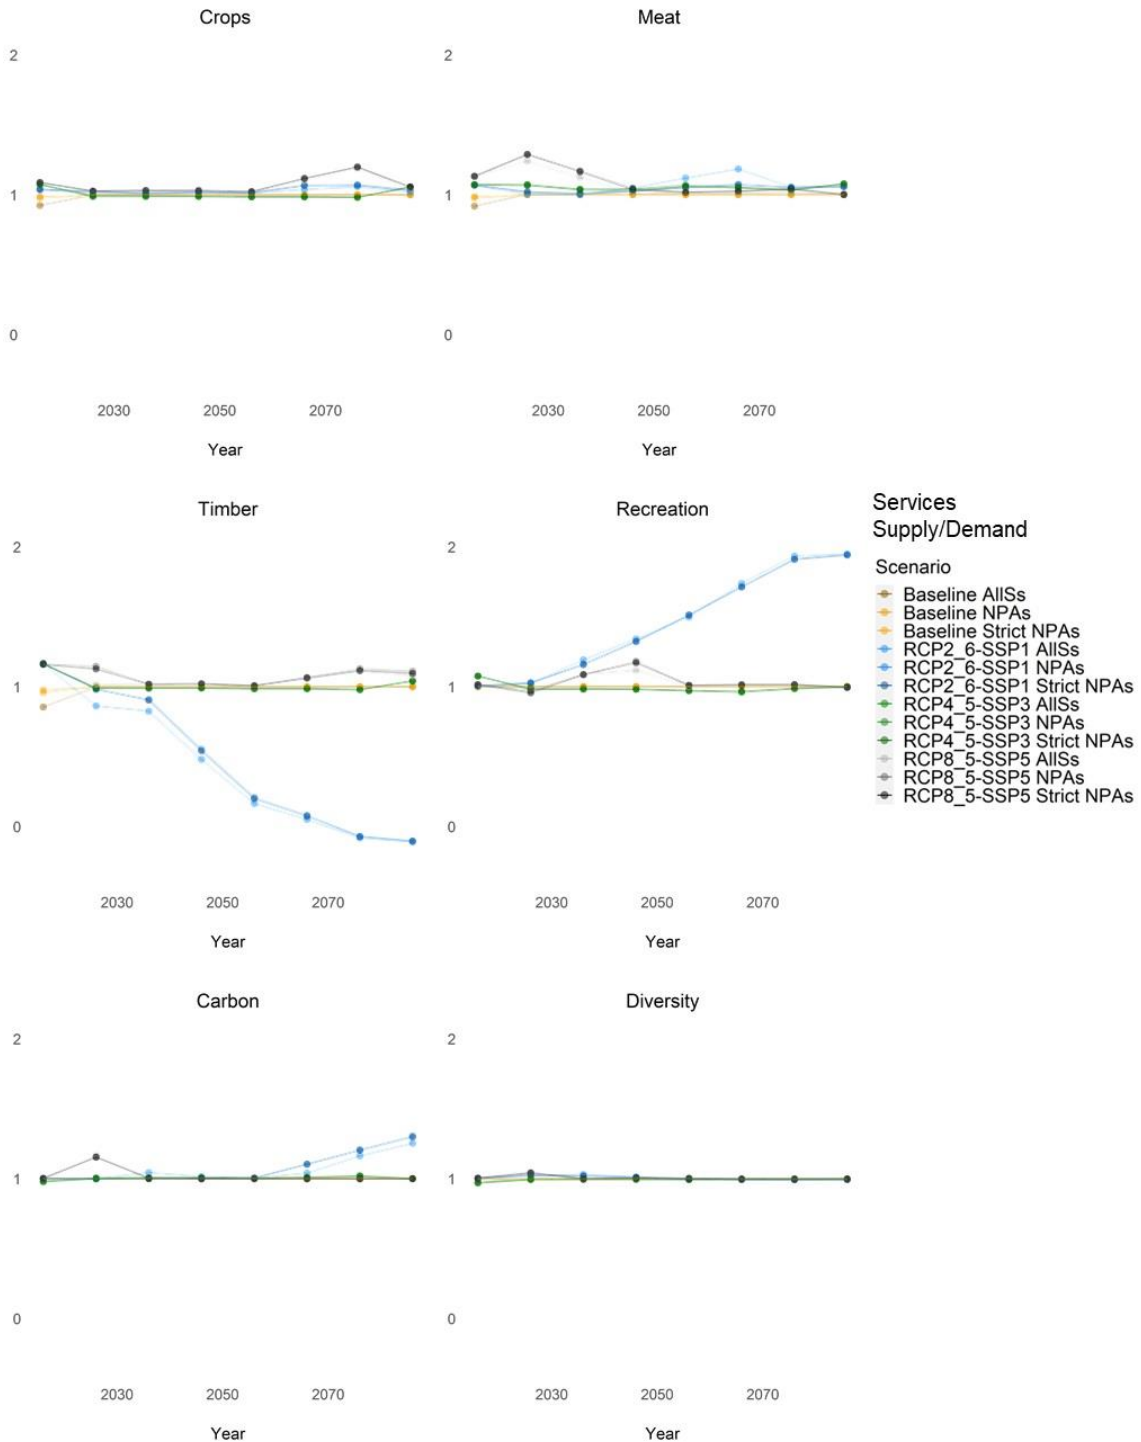 Crops
Meat
2
2
1
1
0
0
2030 2050 2070
2030 2050 2070
Year
Year
Timber
Recreation
2
2
1
1
0
0
2030 2050 2070
2030 2050 2070
Year
Year
Services
Supply/Demand
Scenario
Baseline AllSs
Baseline NPAs
Baseline Strict NPAs
RCP2_6-SSP1 AllSs
RCP2_6-SSP1 NPAs
RCP2_6-SSP1 Strict NPAs
RCP4_5-SSP3 AllSs
RCP4_5-SSP3 NPAs
RCP4_5-SSP3 Strict NPAs
RCP8_5-SSP5 AllSs
RCP8_5-SSP5 NPAs
RCP8_5-SSP5 Strict NPAs
Carbon
Diversity
2
2
1
1
0
0
2030 2050 2070
2030 2050 2070
Year
Year